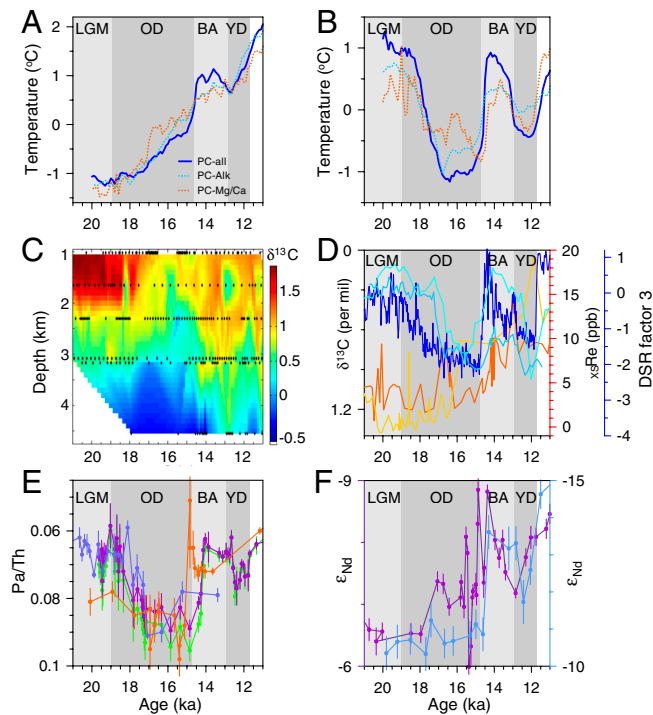 A
LGM
OD
BA
YD
2
1
0
-1
Temperature (°C)
PC-all
PC-Alk
PC-Mg/Ca
20
18
16
14
12
B
LGM
OD
BA
YD
1
0
-1
Temperature (°C)
20
18
16
14
12
C
δ13C
1
2
3
4
Depth (km)
1.5
1
0.5
0
-0.5
20
18
16
14
12
D
0
1.2
δ13C (per mil)
20
15
10
5
0
xsRe (ppb)
1
0
-1
-2
-3
-4
DSR factor 3
20
18
16
14
12
E
LGM
OD
BA
YD
0.06
0.08
0.1
Pa/Th
20
18
16
14
12
Age (ka)
F
LGM
OD
BA
YD
-9
-6
εNd
-15
-10
εNd
20
18
16
14
12
Age (ka)